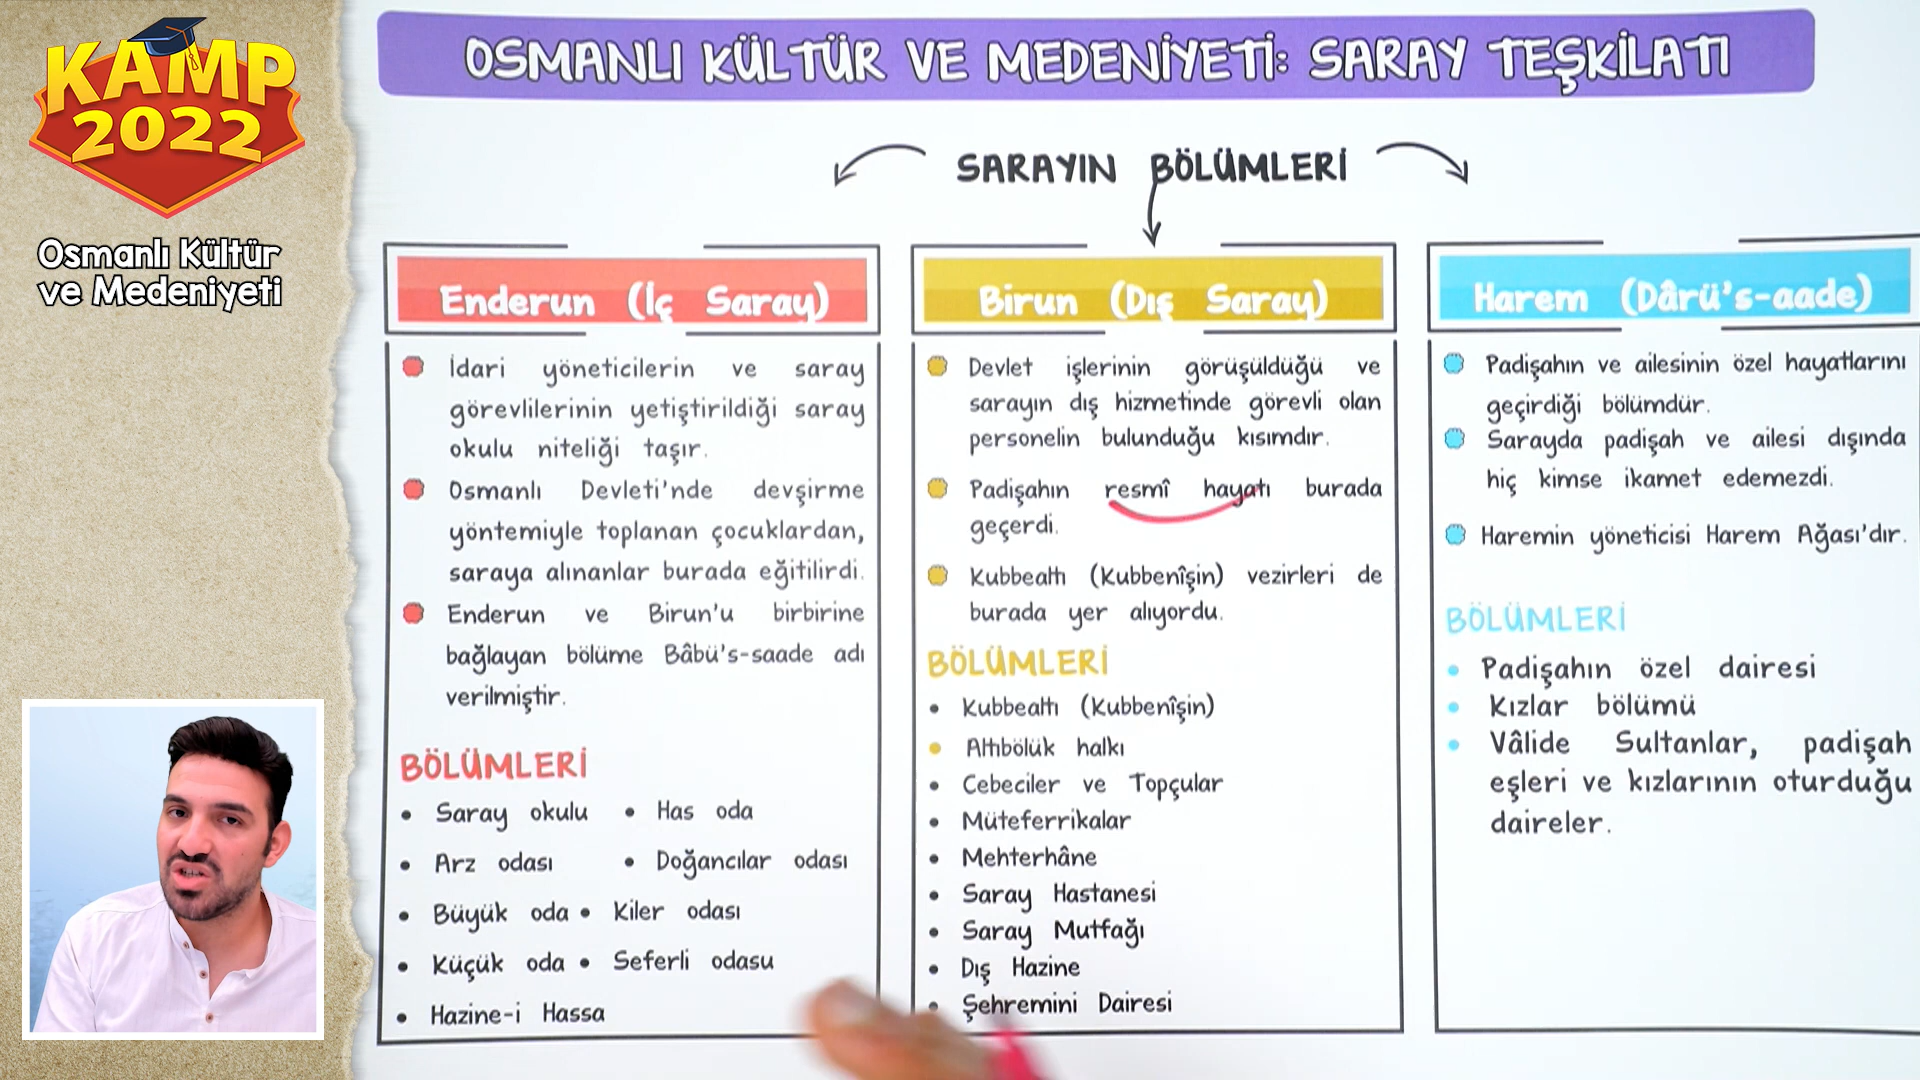 KAMP
2022
Osmanlı Kültür
ve Medeniyeti
OSMANLI KÜLTÜR VE MEDENİYETİ: SARAY TEŞKİLATI
SARAYIN BÖLÜMLERİ
Enderun (İç Saray)
İdari yöneticilerin ve saray
görevlilerinin yetiştirildiği saray
okulu niteliği taşır.
Osmanlı Devleti'nde devşirme
yöntemiyle toplanan çocuklardan,
saraya alınanlar burada eğitilirdi.
Enderun ve Birun'u birbirine
bağlayan bölüme Bâbü's-saade adı
verilmiştir.
BÖLÜMLERİ
• Saray okulu • Has oda
• Arz odası • Doğancılar odası
• Büyük oda • Kiler odası
• Küçük oda • Seferli odasu
• Hazine-i Hassa
Birun (Dış Saray)
Devlet işlerinin görüşüldüğü ve
sarayın dış hizmetinde görevli olan
personelin bulunduğu kısımdır.
Padişahın resmî hayatı burada
geçerdi.
Kubbealtı (Kubbenîşin) vezirleri de
burada yer alıyordu.
BÖLÜMLERİ
• Kubbealtı (Kubbenîşin)
• Altıbölük halkı
• Cebeciler ve Topçular
• Müteferrikalar
• Mehterhâne
• Saray Hastanesi
• Saray Mutfağı
• Dış Hazine
• Şehremini Dairesi
Harem (Dârü's-aade)
Padişahın ve ailesinin özel hayatlarını
geçirdiği bölümdür.
Sarayda padişah ve ailesi dışında
hiç kimse ikamet edemezdi.
Haremin yöneticisi Harem Ağası'dır.
BÖLÜMLERİ
• Padişahın özel dairesi
• Kızlar bölümü
• Vâlide Sultanlar, padişah
eşleri ve kızlarının oturduğu
daireler.